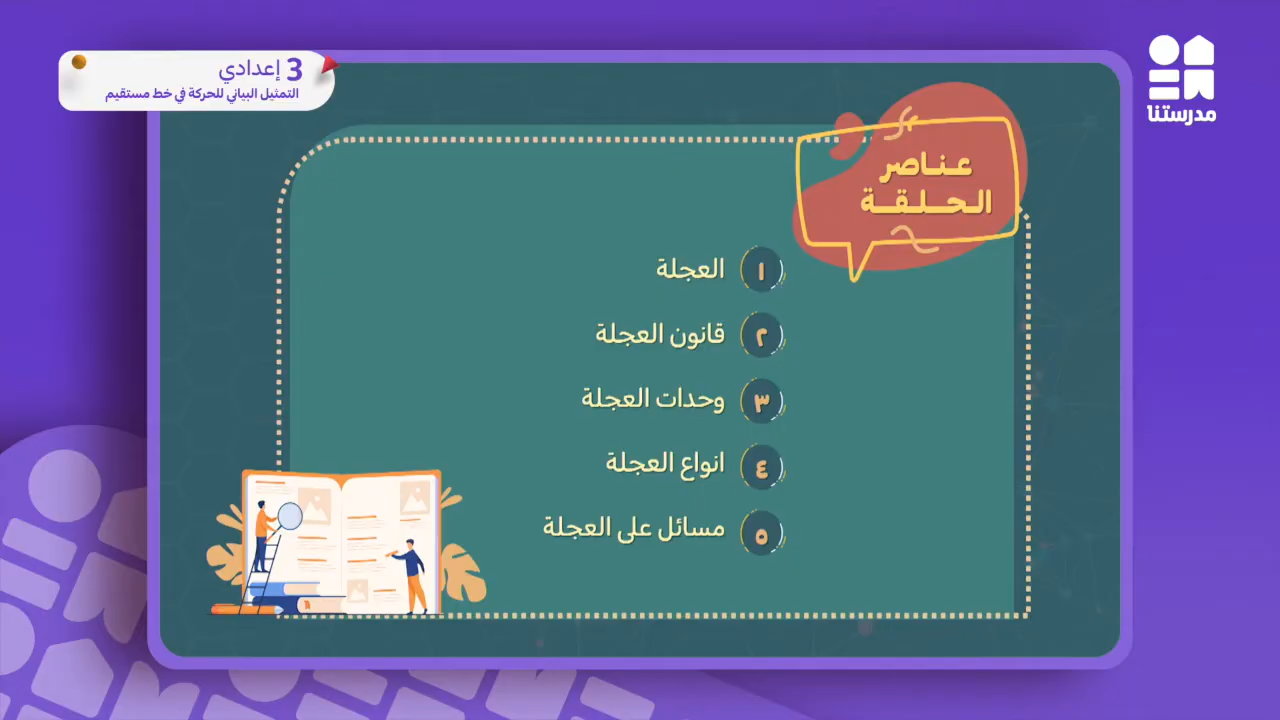 3 إعدادي
التمثيل البياني للحركة في خط مستقيم
مدرستنا
عناصر
الحلقة
١ العجلة
٢ قانون العجلة
٣ وحدات العجلة
٤ انواع العجلة
٥ مسائل على العجلة